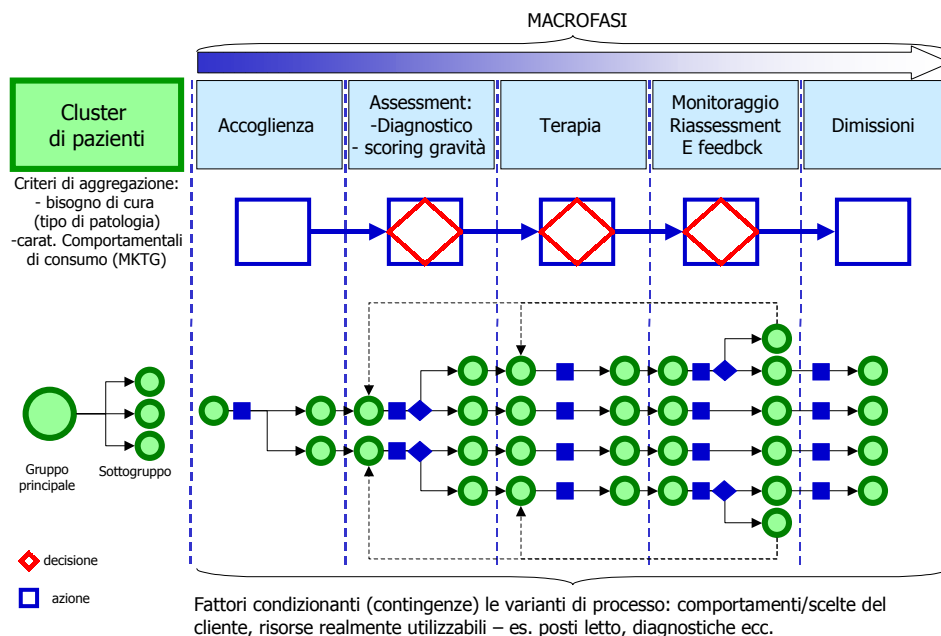 MACROFASI
Cluster
di pazienti
Accoglienza
Assessment:
-Diagnostico
- scoring gravità
Terapia
Monitoraggio
Riassessment
E feedbck
Dimissioni
Criteri di aggregazione:
- bisogno di cura
(tipo di patologia)
-carat. Comportamentali
di consumo (MKTG)
Gruppo
principale
Sottogruppo
decisione
azione
Fattori condizionanti (contingenze) le varianti di processo: comportamenti/scelte del
cliente, risorse realmente utilizzabili – es. posti letto, diagnostiche ecc.